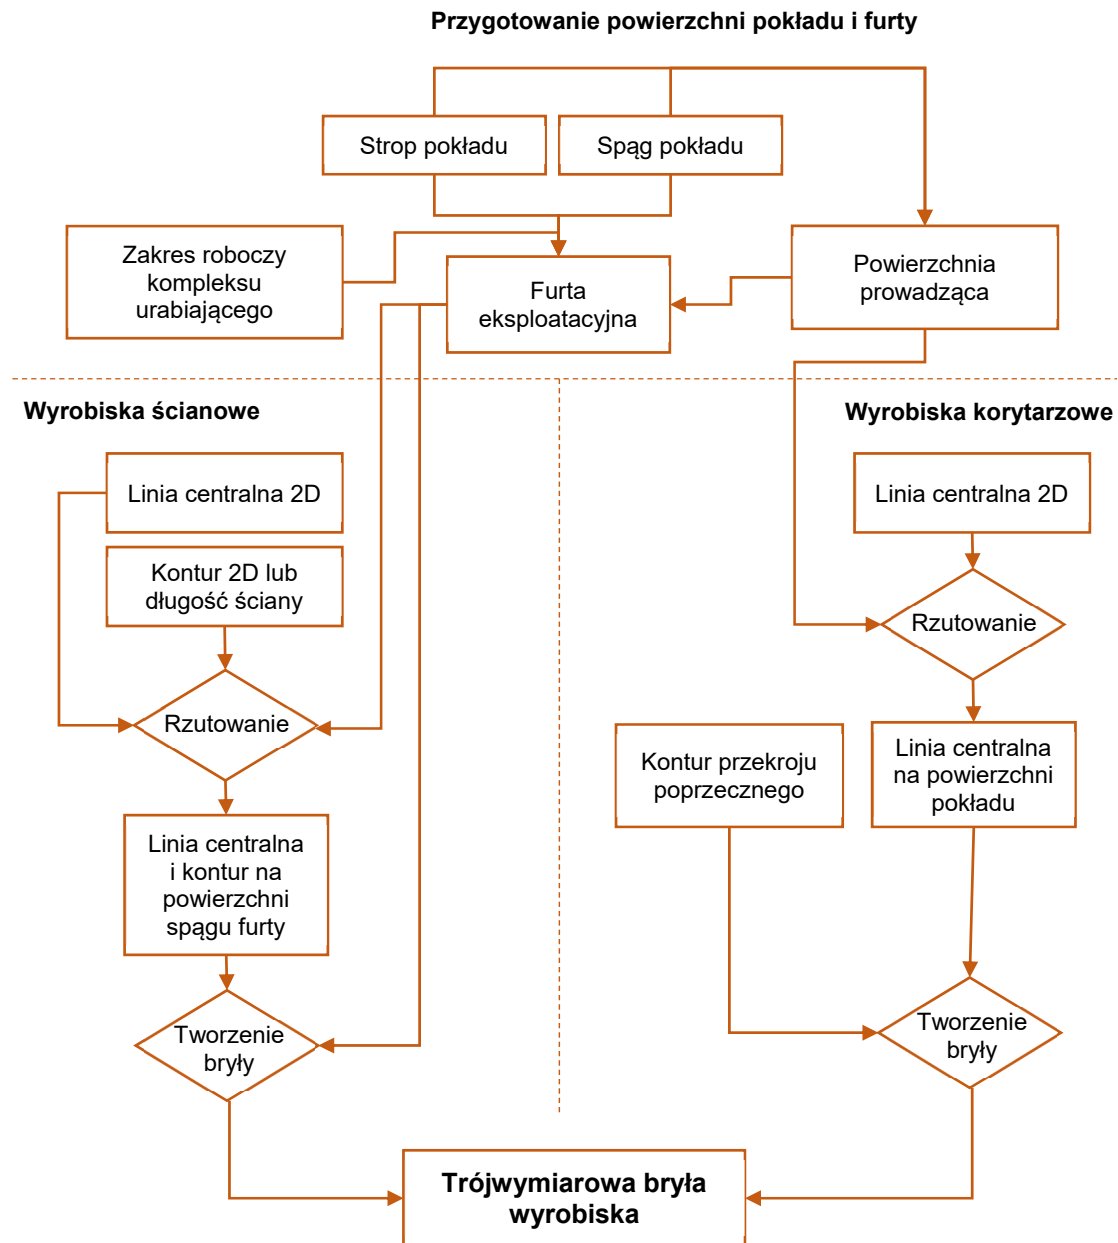 Przygotowanie powierzchni pokładu i furty
Strop pokładu
Spąg pokładu
Zakres roboczy
kompleksu
urabiającego
Furta
eksploatacyjna
Powierzchnia
prowadząca
Wyrobiska ścianowe
Linia centralna 2D
Kontur 2D lub
długość ściany
Rzutowanie
Linia centralna
i kontur na
powierzchni
spągu furty
Tworzenie
bryły
Wyrobiska korytarzowe
Linia centralna 2D
Rzutowanie
Kontur przekroju
poprzecznego
Linia centralna
na powierzchni
pokładu
Tworzenie
bryły
Trójwymiarowa bryła
wyrobiska